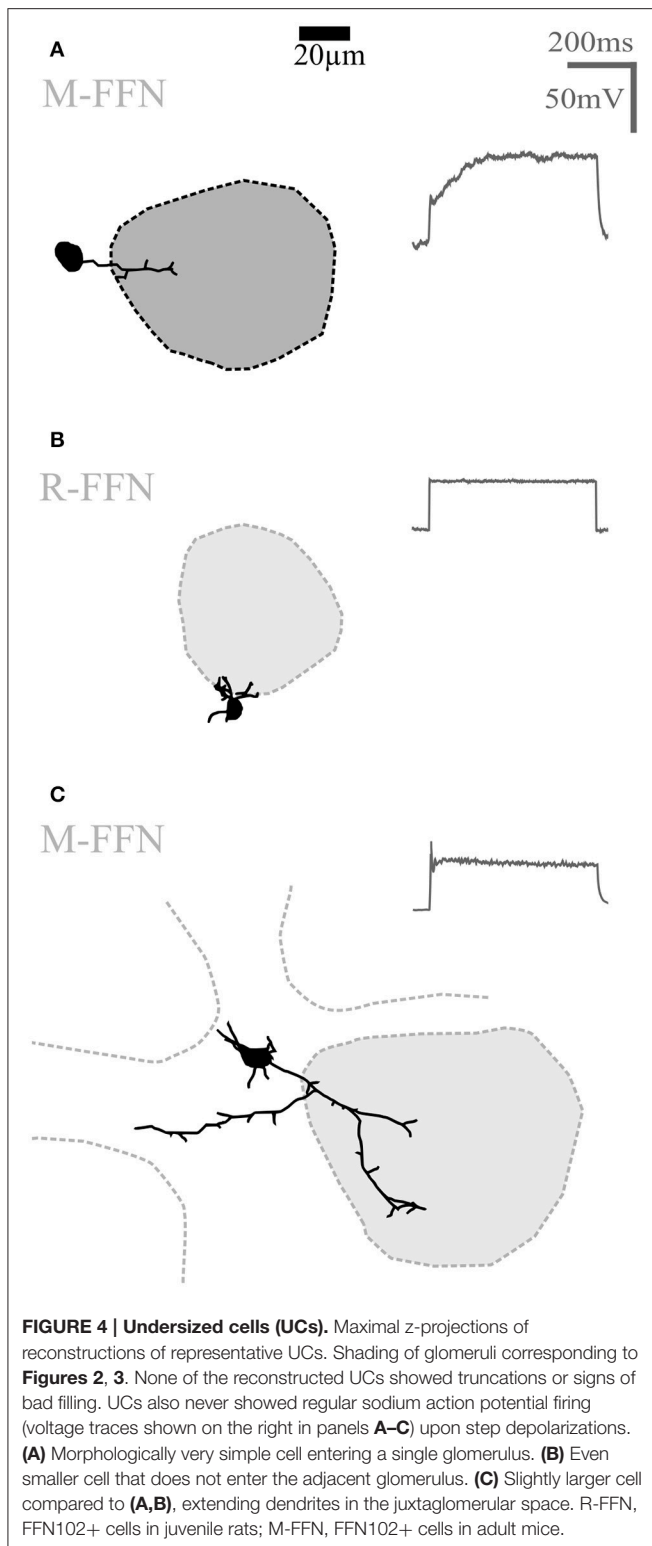 A
20µm
200ms
50mV
M-FFN
B
R-FFN
C
M-FFN
FIGURE 4 | Undersized cells (UCs). Maximal z-projections of
reconstructions of representative UCs. Shading of glomeruli corresponding to
Figures 2, 3. None of the reconstructed UCs showed truncations or signs of
bad filling. UCs also never showed regular sodium action potential firing
(voltage traces shown on the right in panels A–C) upon step depolarizations.
(A) Morphologically very simple cell entering a single glomerulus. (B) Even
smaller cell that does not enter the adjacent glomerulus. (C) Slightly larger cell
compared to (A,B), extending dendrites in the juxtaglomerular space. R-FFN,
FFN102+ cells in juvenile rats; M-FFN, FFN102+ cells in adult mice.